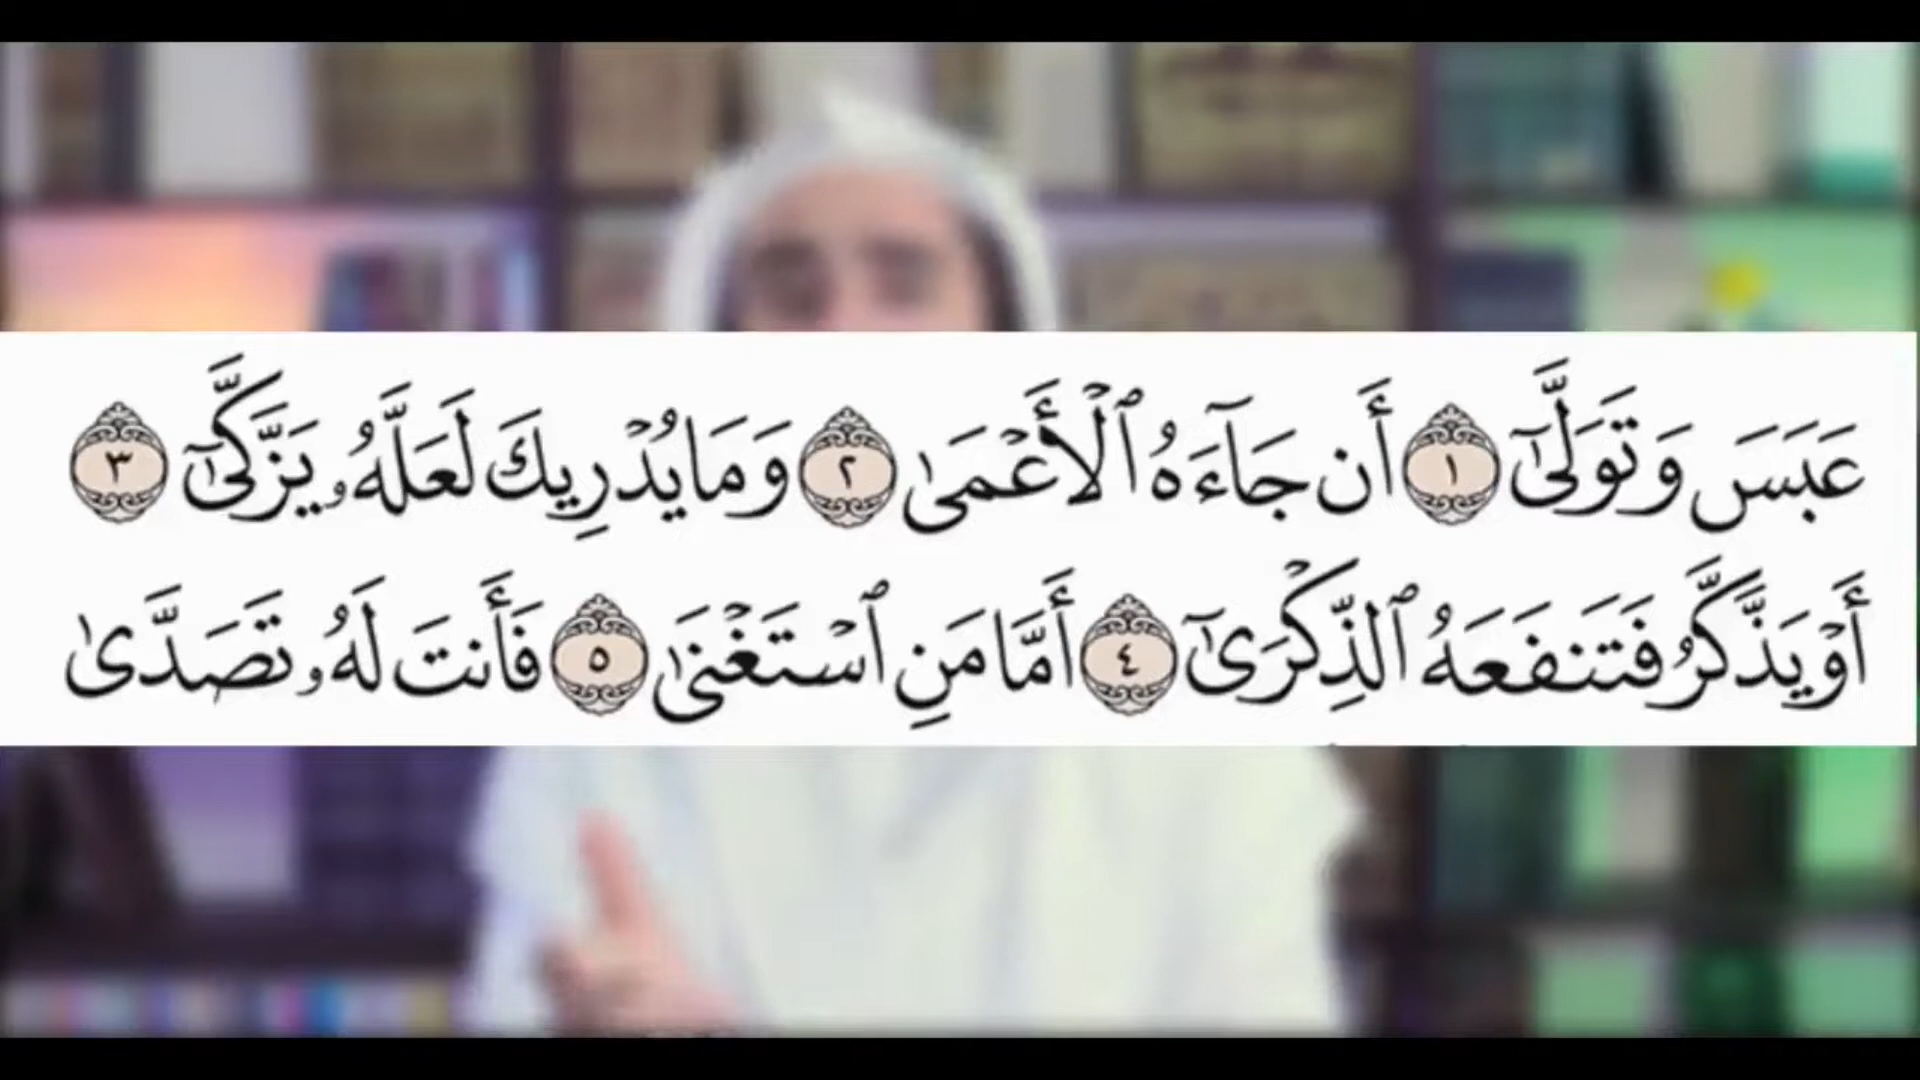 عَبَسَ وَتَوَلَّىٰٓ ١ أَن جَآءَهُ ٱلْأَعْمَىٰ ٢ وَمَا يُدْرِيكَ لَعَلَّهُۥ يَزَّكَّىٰٓ ٣
أَوْ يَذَّكَّرُ فَتَنفَعَهُ ٱلذِّكْرَىٰٓ ٤ أَمَّا مَنِ ٱسْتَغْنَىٰ ٥ فَأَنتَ لَهُۥ تَصَدَّىٰ